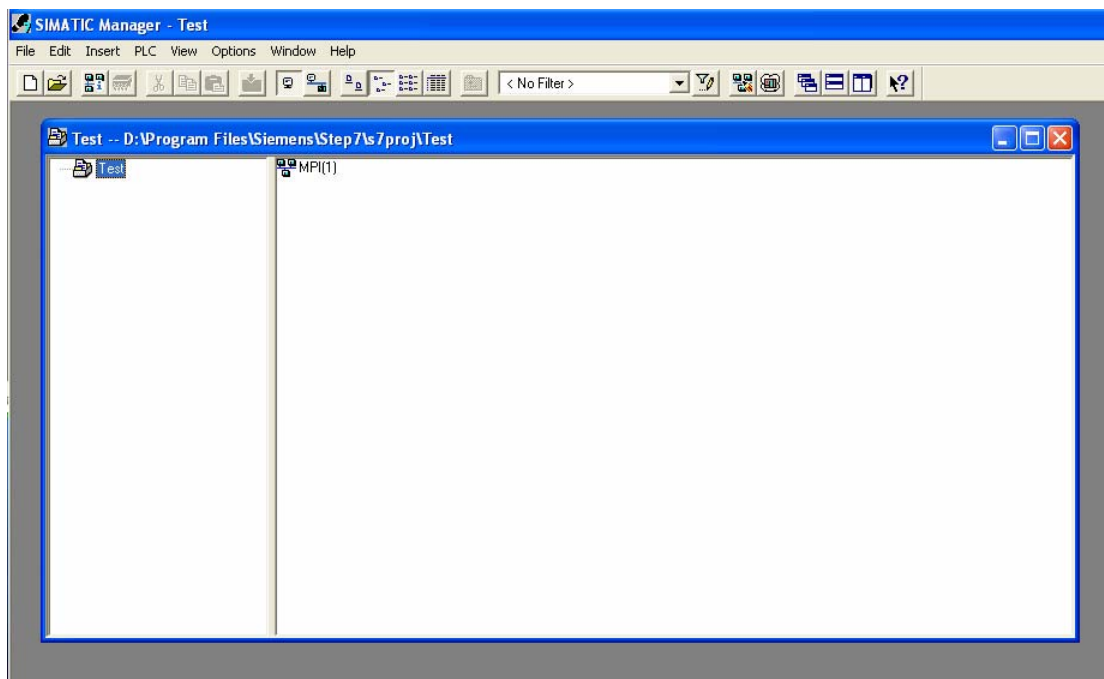 SIMATIC Manager - Test
File Edit Insert PLC View Options Window Help
< No Filter >
Test -- D:\Program Files\Siemens\Step7\s7proj\Test
Test
MPI(1)